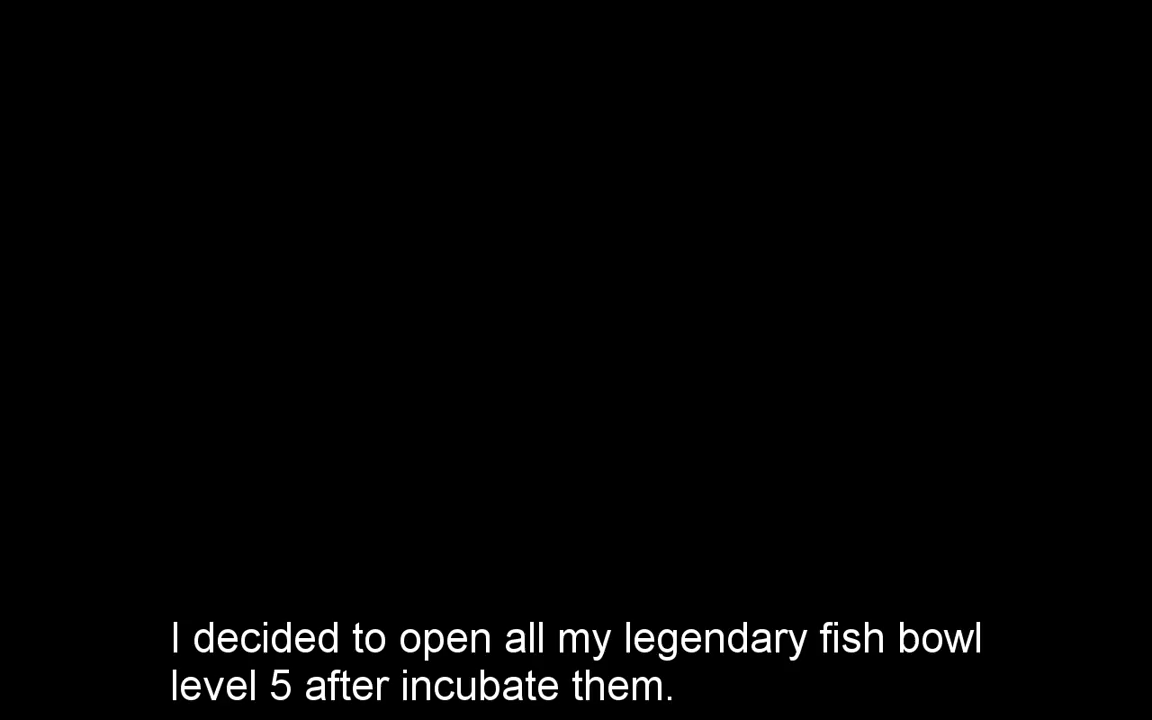 I decided to open all my legendary fish bowl
level 5 after incubate them.